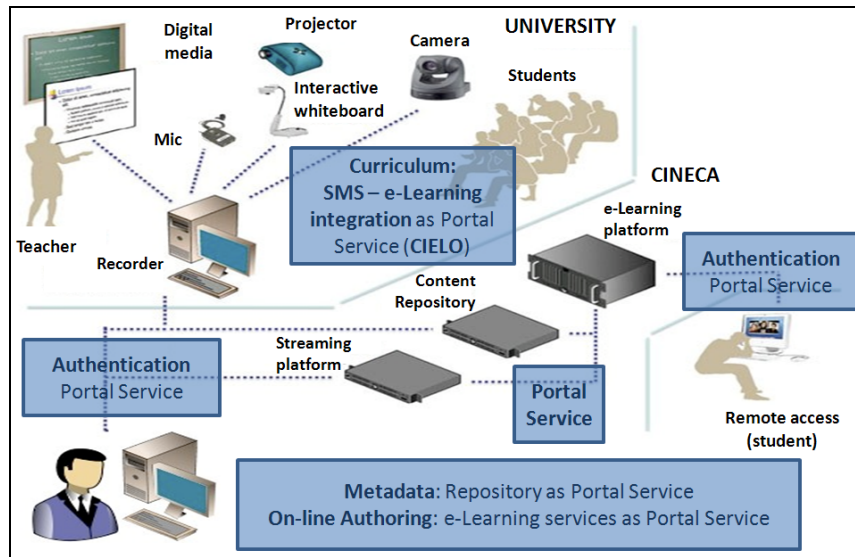 Digital
media
Projector
Camera
UNIVERSITY
Interactive
whiteboard
Students
Mic
Teacher
Recorder
Curriculum:
SMS – e-Learning
integration as Portal
Service (CIELO)
CINECA
e-Learning
platform
Authentication
Portal Service
Content
Repository
Streaming
platform
Authentication
Portal Service
Portal
Service
Remote access
(student)
Metadata: Repository as Portal Service
On-line Authoring: e-Learning services as Portal Service